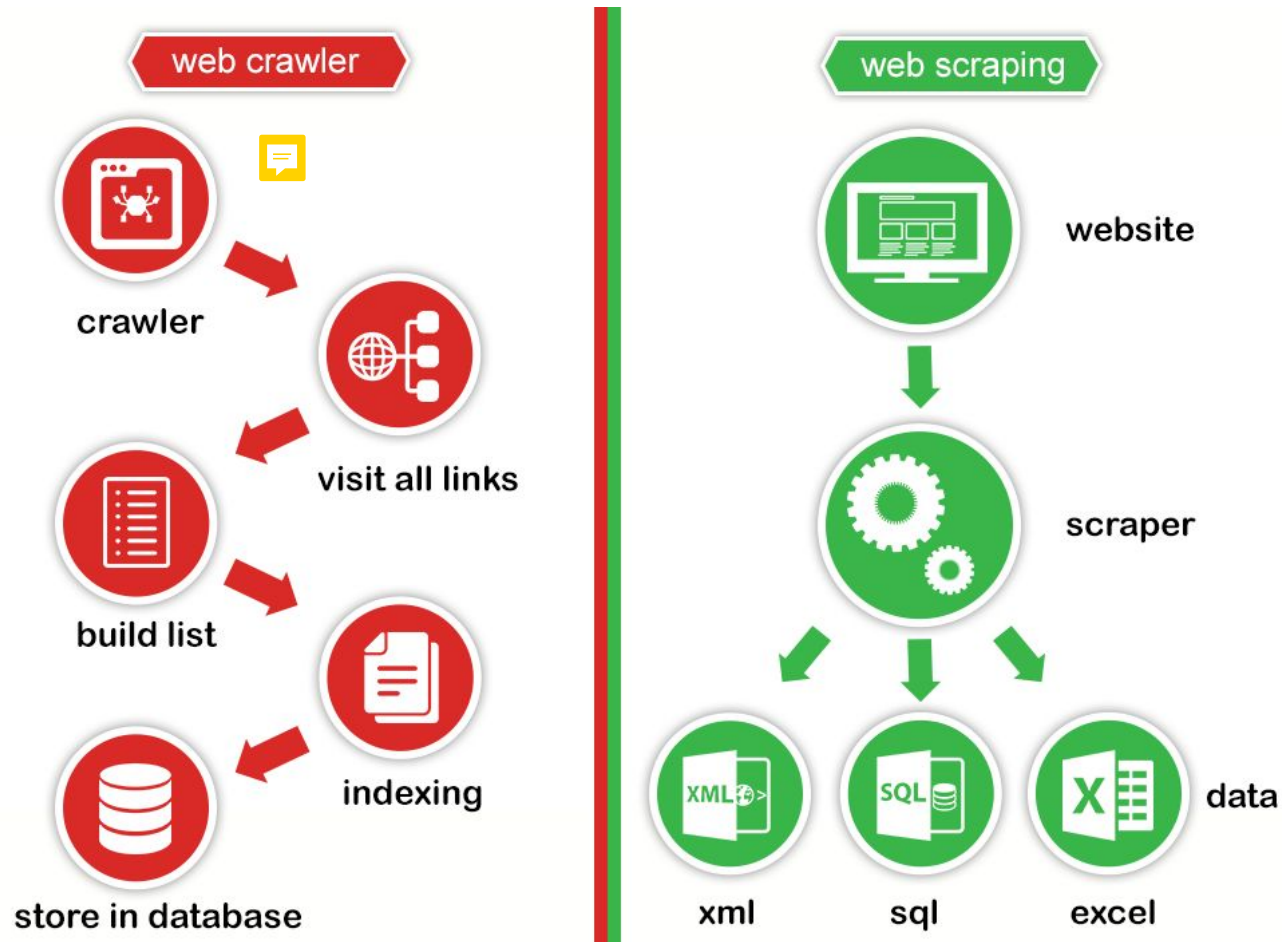 web crawler
crawler
visit all links
build list
indexing
store in database
web scraping
website
scraper
XML
SQL
X
data
xml
sql
excel